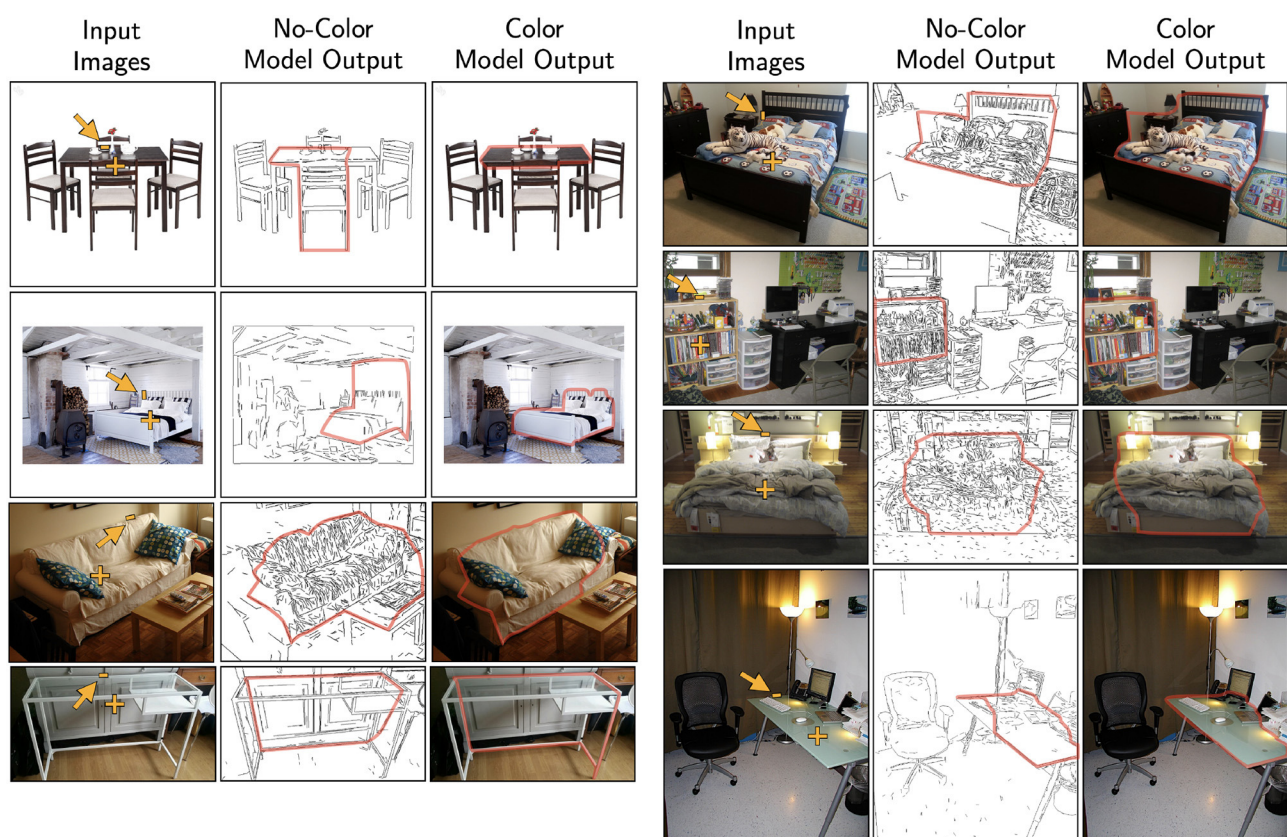 Input
Images
No-Color
Model Output
Color
Model Output
Input
Images
No-Color
Model Output
Color
Model Output